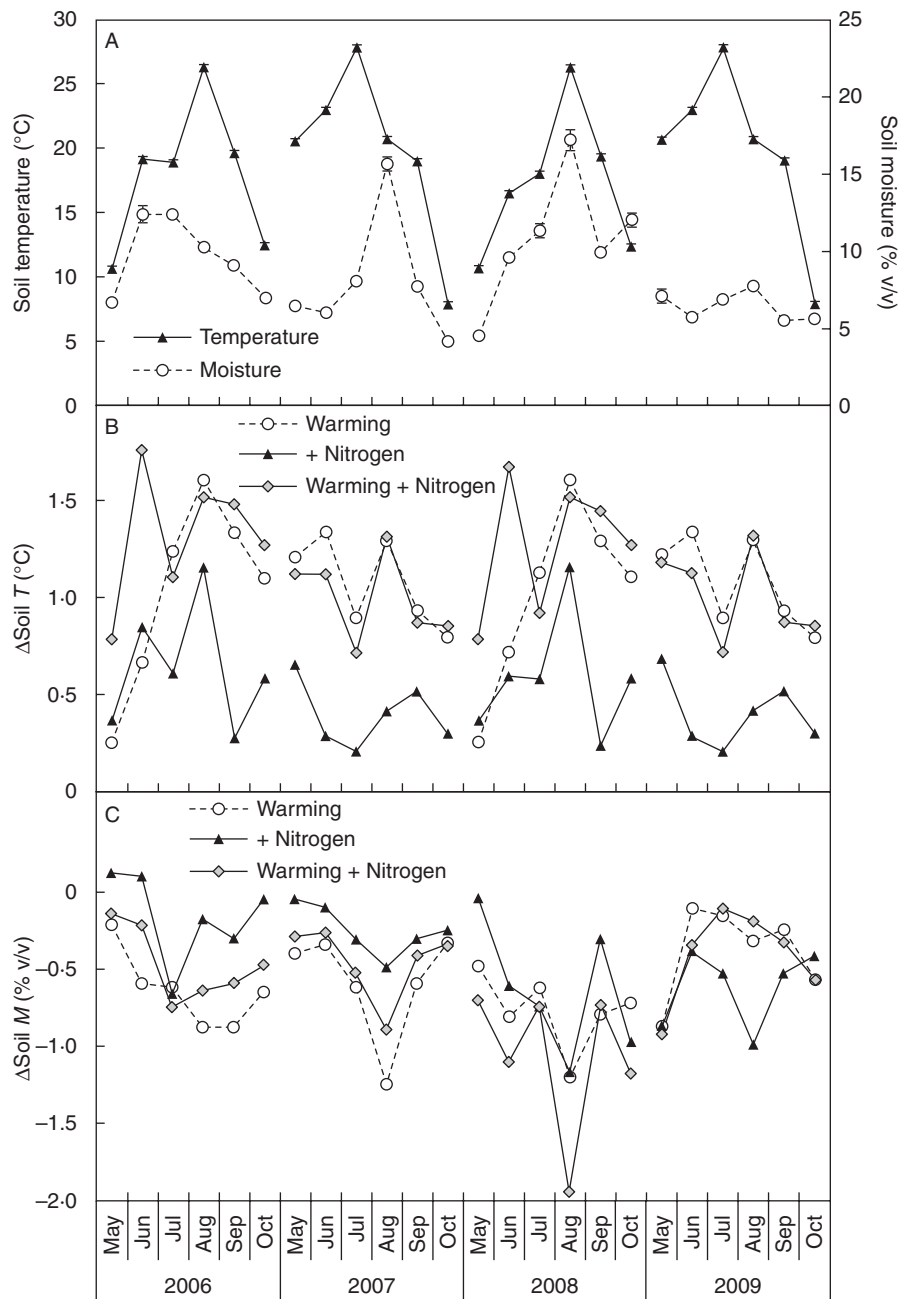 A
30
25
20
15
10
5
0
Soil temperature (°C)
25
20
15
10
5
0
Soil moisture (% v/v)
Temperature
Moisture
B
Warming
+ Nitrogen
Warming + Nitrogen
1·5
1·0
0·5
0
ΔSoil T (°C)
C
Warming
+ Nitrogen
Warming + Nitrogen
0
−0·5
−1·0
−1·5
−2·0
ΔSoil M (% v/v)
May Jun Jul Aug Sep Oct May Jun Jul Aug Sep Oct May Jun Jul Aug Sep Oct May Jun Jul Aug Sep Oct
2006 2007 2008 2009